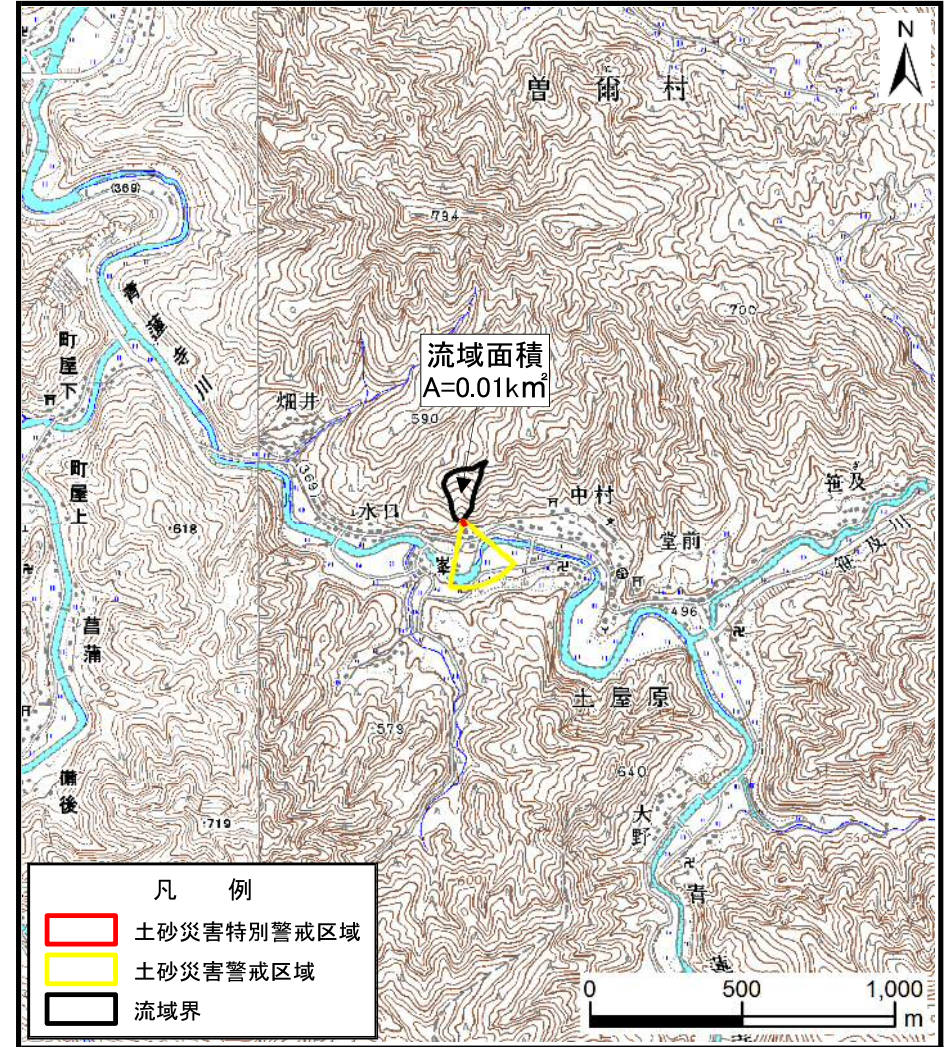 N
曽爾村
(369)
794
青蓮寺川
700
町屋下
流域面積
A=0.01km²
畑井
590
町屋上
(369)
水口
中村
笹及
618
堂前
笹及川
峯
496
菖蒲
土屋原
579
640
備後
大野
719
青蓮
600
凡例
土砂災害特別警戒区域
土砂災害警戒区域
流域界
0 500 1,000
m